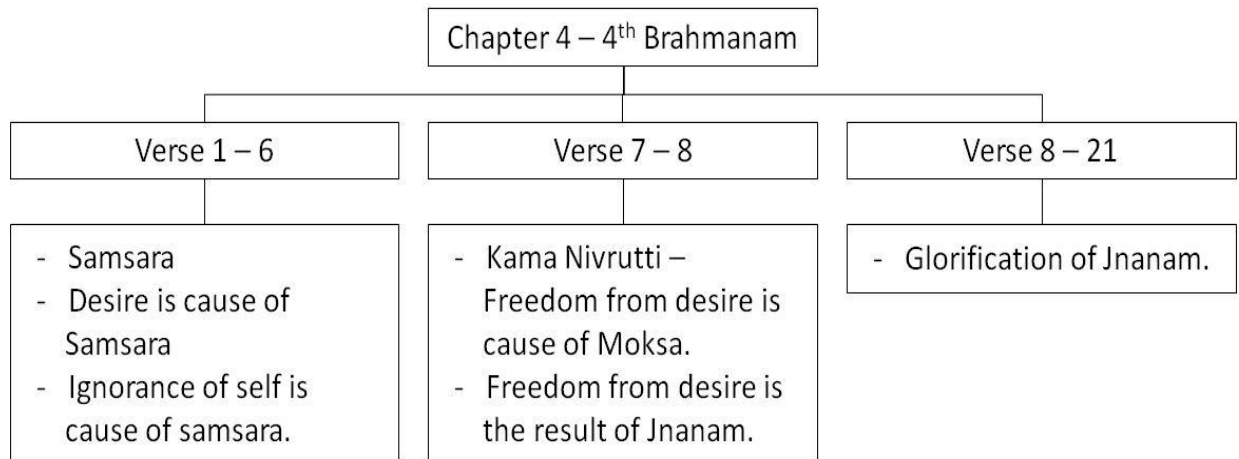 Chapter 4 – 4th Brahmanam
Verse 1 – 6
Verse 7 – 8
Verse 8 – 21
- Samsara
- Desire is cause of
Samsara
- Ignorance of self is
cause of samsara.
- Kama Nivrutti –
Freedom from desire is
cause of Moksa.
- Freedom from desire is
the result of Jnanam.
- Glorification of Jnanam.